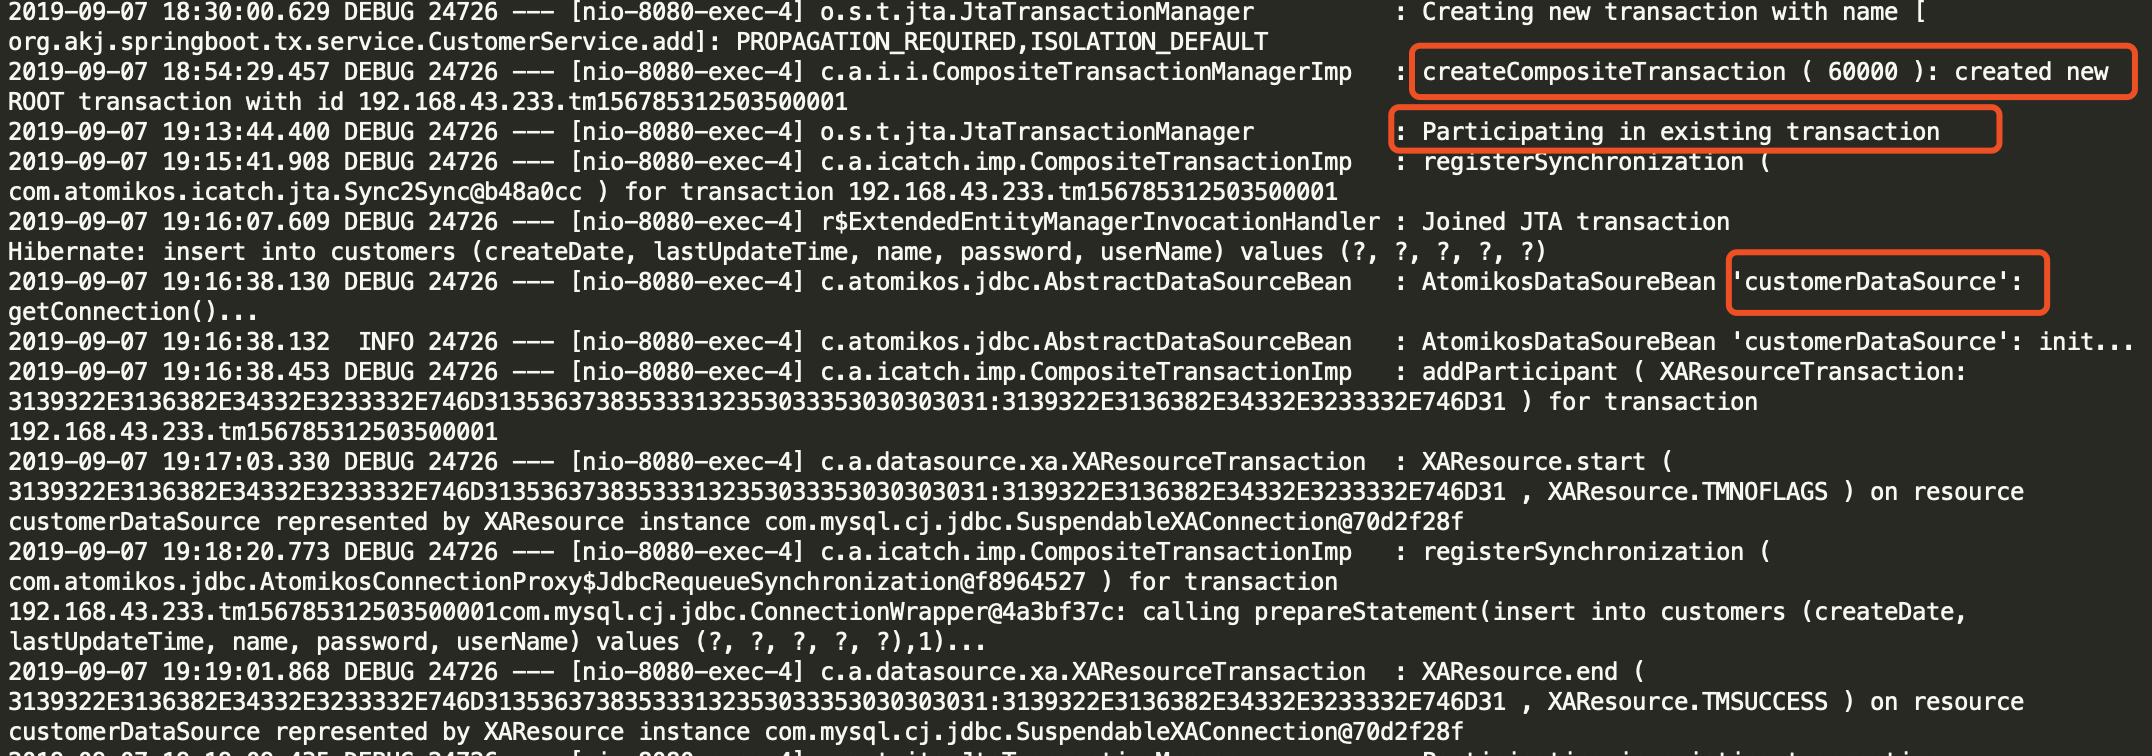 2019-09-07 18:30:00.629 DEBUG 24726 --- [nio-8080-exec-4] o.s.t.jta.JtaTransactionManager : Creating new transaction with name [
org.akj.springboot.tx.service.CustomerService.add]: PROPAGATION_REQUIRED,ISOLATION_DEFAULT
2019-09-07 18:54:29.457 DEBUG 24726 --- [nio-8080-exec-4] c.a.i.i.CompositeTransactionManagerImp : createCompositeTransaction ( 60000 ): created new
ROOT transaction with id 192.168.43.233.tm156785312503500001
2019-09-07 19:13:44.400 DEBUG 24726 --- [nio-8080-exec-4] o.s.t.jta.JtaTransactionManager : Participating in existing transaction
2019-09-07 19:15:41.908 DEBUG 24726 --- [nio-8080-exec-4] c.a.icatch.imp.CompositeTransactionImp : registerSynchronization (
com.atomikos.icatch.jta.Sync2Sync@b48a0cc ) for transaction 192.168.43.233.tm156785312503500001
2019-09-07 19:16:07.609 DEBUG 24726 --- [nio-8080-exec-4] r$ExtendedEntityManagerInvocationHandler : Joined JTA transaction
Hibernate: insert into customers (createDate, lastUpdateTime, name, password, userName) values (?, ?, ?, ?, ?)
2019-09-07 19:16:38.130 DEBUG 24726 --- [nio-8080-exec-4] c.atomikos.jdbc.AbstractDataSourceBean : AtomikosDataSoureBean 'customerDataSource':
getConnection()...
2019-09-07 19:16:38.132 INFO 24726 --- [nio-8080-exec-4] c.atomikos.jdbc.AbstractDataSourceBean : AtomikosDataSoureBean 'customerDataSource': init...
2019-09-07 19:16:38.453 DEBUG 24726 --- [nio-8080-exec-4] c.a.icatch.imp.CompositeTransactionImp : addParticipant ( XAResourceTransaction:
3139322E3136382E34332E3233332E746D313536373835333132353033353030303031:3139322E3136382E34332E3233332E746D31 ) for transaction
192.168.43.233.tm156785312503500001
2019-09-07 19:17:03.330 DEBUG 24726 --- [nio-8080-exec-4] c.a.datasource.xa.XAResourceTransaction : XAResource.start (
3139322E3136382E34332E3233332E746D313536373835333132353033353030303031:3139322E3136382E34332E3233332E746D31 , XAResource.TMNOFLAGS ) on resource
customerDataSource represented by XAResource instance com.mysql.cj.jdbc.SuspendableXAConnection@70d2f28f
2019-09-07 19:18:20.773 DEBUG 24726 --- [nio-8080-exec-4] c.a.icatch.imp.CompositeTransactionImp : registerSynchronization (
com.atomikos.jdbc.AtomikosConnectionProxy$JdbcRequeueSynchronization@f8964527 ) for transaction
192.168.43.233.tm156785312503500001com.mysql.cj.jdbc.ConnectionWrapper@4a3bf37c: calling prepareStatement(insert into customers (createDate,
lastUpdateTime, name, password, userName) values (?, ?, ?, ?, ?),1)...
2019-09-07 19:19:01.868 DEBUG 24726 --- [nio-8080-exec-4] c.a.datasource.xa.XAResourceTransaction : XAResource.end (
3139322E3136382E34332E3233332E746D313536373835333132353033353030303031:3139322E3136382E34332E3233332E746D31 , XAResource.TMSUCCESS ) on resource
customerDataSource represented by XAResource instance com.mysql.cj.jdbc.SuspendableXAConnection@70d2f28f